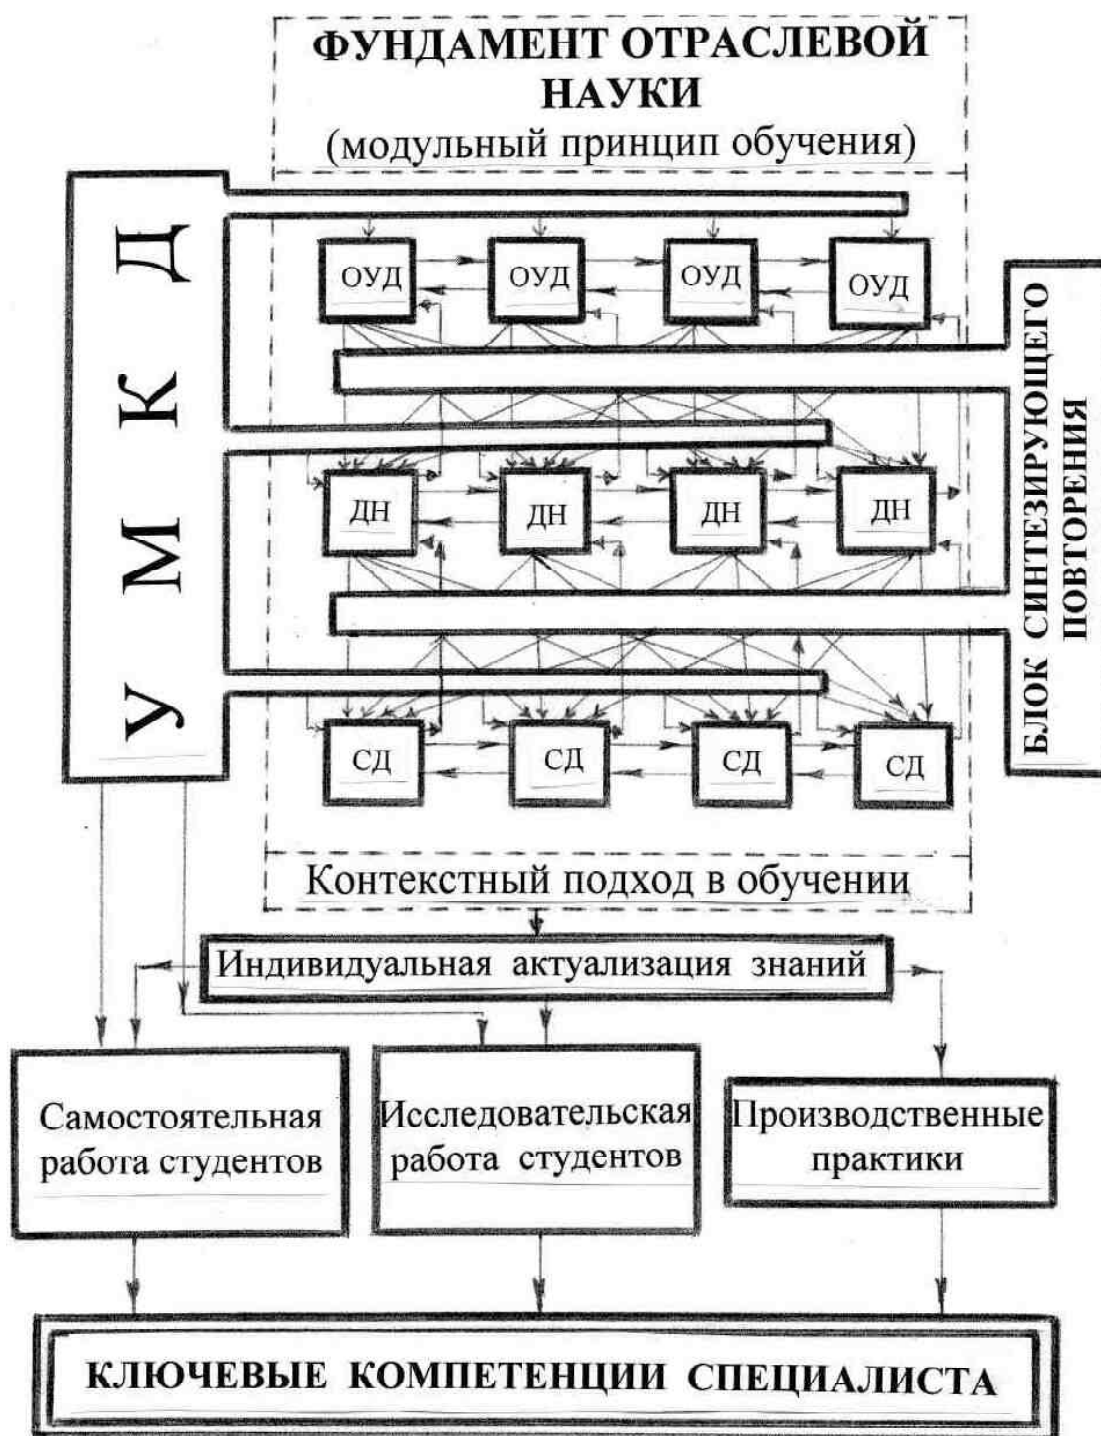 ФУНДАМЕНТ ОТРАСЛЕВОЙ
НАУКИ
(модульный принцип обучения)
У М К Д
ОУД ОУД ОУД ОУД
БЛОК СИНТЕЗИРУЮЩЕГО
ПОВТОРЕНИЯ
ДН ДН ДН ДН
СД СД СД СД
Контекстный подход в обучении
Индивидуальная актуализация знаний
Самостоятельная
работа студентов
Исследовательская
работа студентов
Производственные
практики
КЛЮЧЕВЫЕ КОМПЕТЕНЦИИ СПЕЦИАЛИСТА